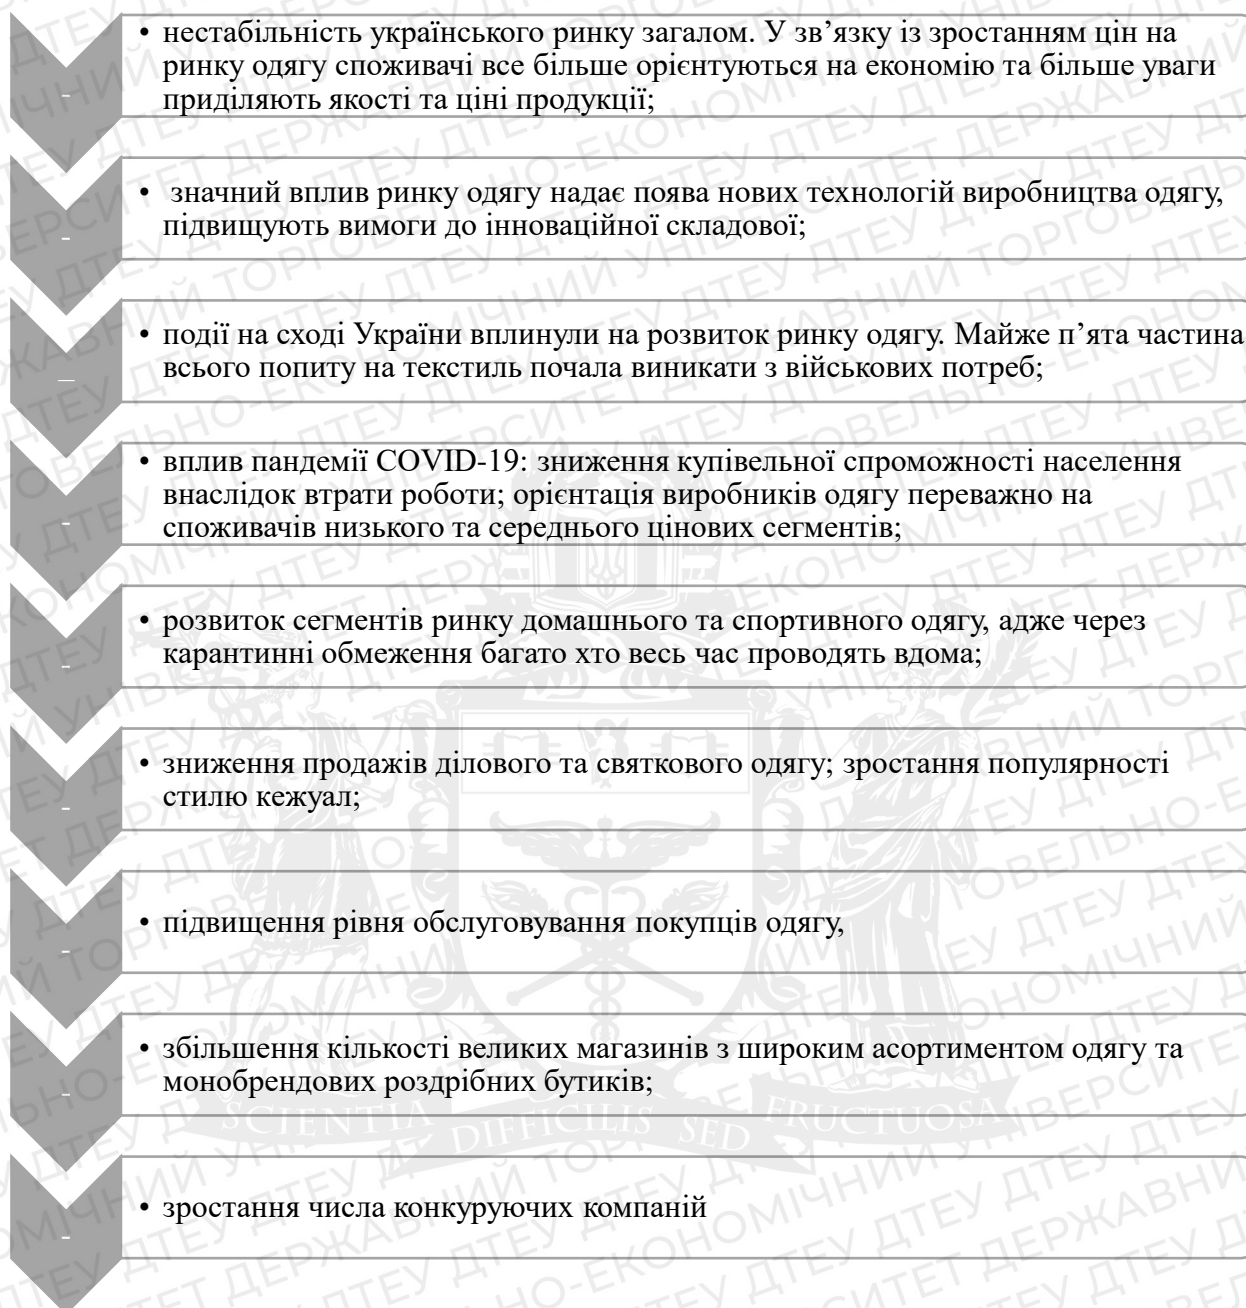 • нестабільність українського ринку загалом. У зв’язку із зростанням цін на
ринку одягу споживачі все більше орієнтуються на економію та більше уваги
приділяють якості та ціні продукції;
• значний вплив ринку одягу надає поява нових технологій виробництва одягу,
підвищують вимоги до інноваційної складової;
• події на сході України вплинули на розвиток ринку одягу. Майже п’ята частина
всього попиту на текстиль почала виникати з військових потреб;
• вплив пандемії COVID-19: зниження купівельної спроможності населення
внаслідок втрати роботи; орієнтація виробників одягу переважно на
споживачів низького та середнього цінових сегментів;
• розвиток сегментів ринку домашнього та спортивного одягу, адже через
карантинні обмеження багато хто весь час проводять вдома;
• зниження продажів ділового та святкового одягу; зростання популярності
стилю кежуал;
• підвищення рівня обслуговування покупців одягу,
• збільшення кількості великих магазинів з широким асортиментом одягу та
монобрендових роздрібних бутиків;
SCIENTIA DIFFICILIS SED FRUCTUOSA
• зростання числа конкуруючих компаній